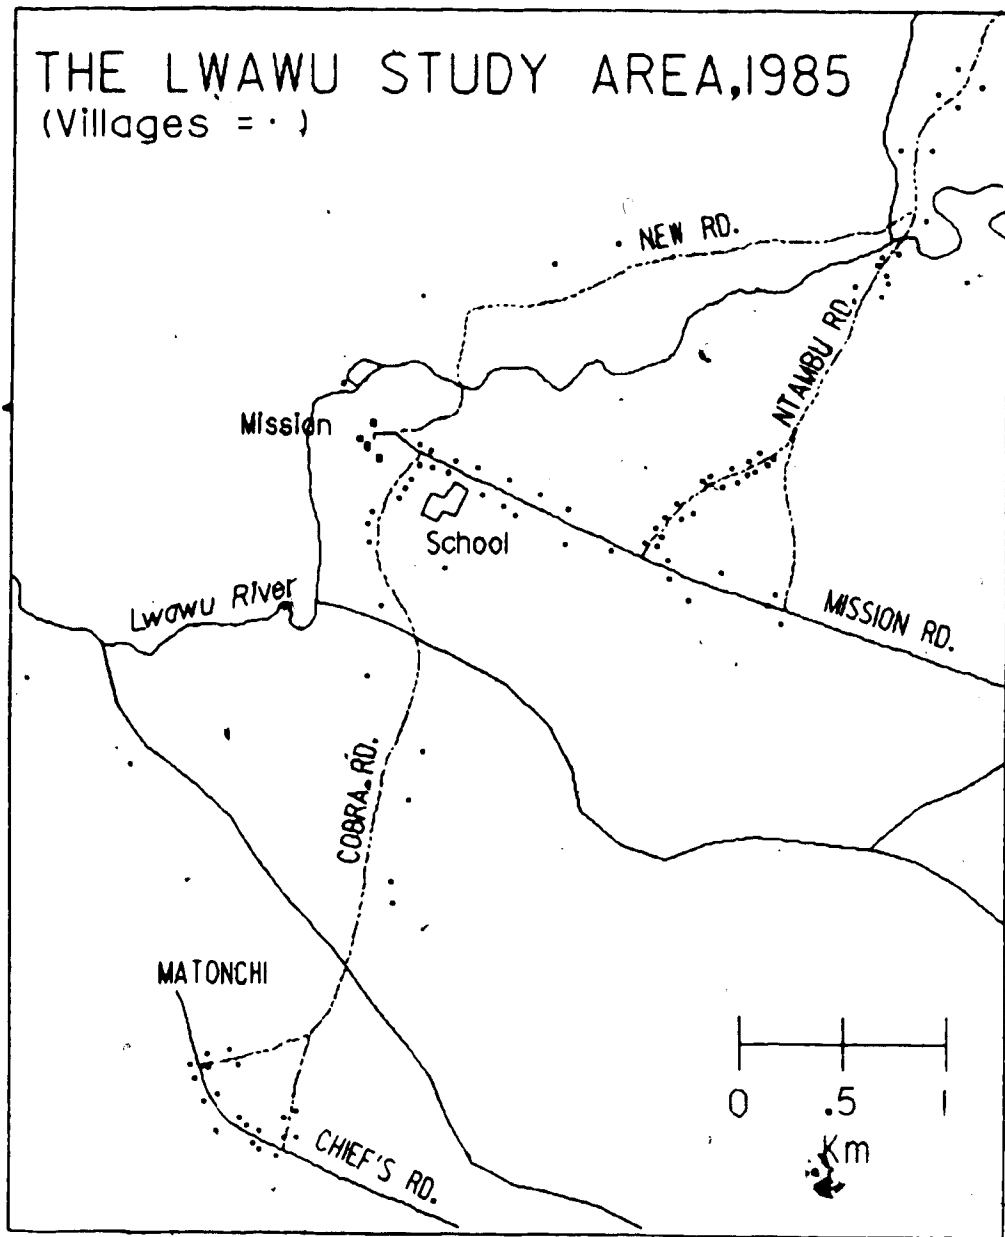 THE LWAWU STUDY AREA,1985
(Villages = · )
NEW RD.
NTAMBU RD.
Mission
School
Lwawu River
MISSION RD.
COBRA RD.
MATONCHI
CHIEF'S RD.
0 .5 1
Km